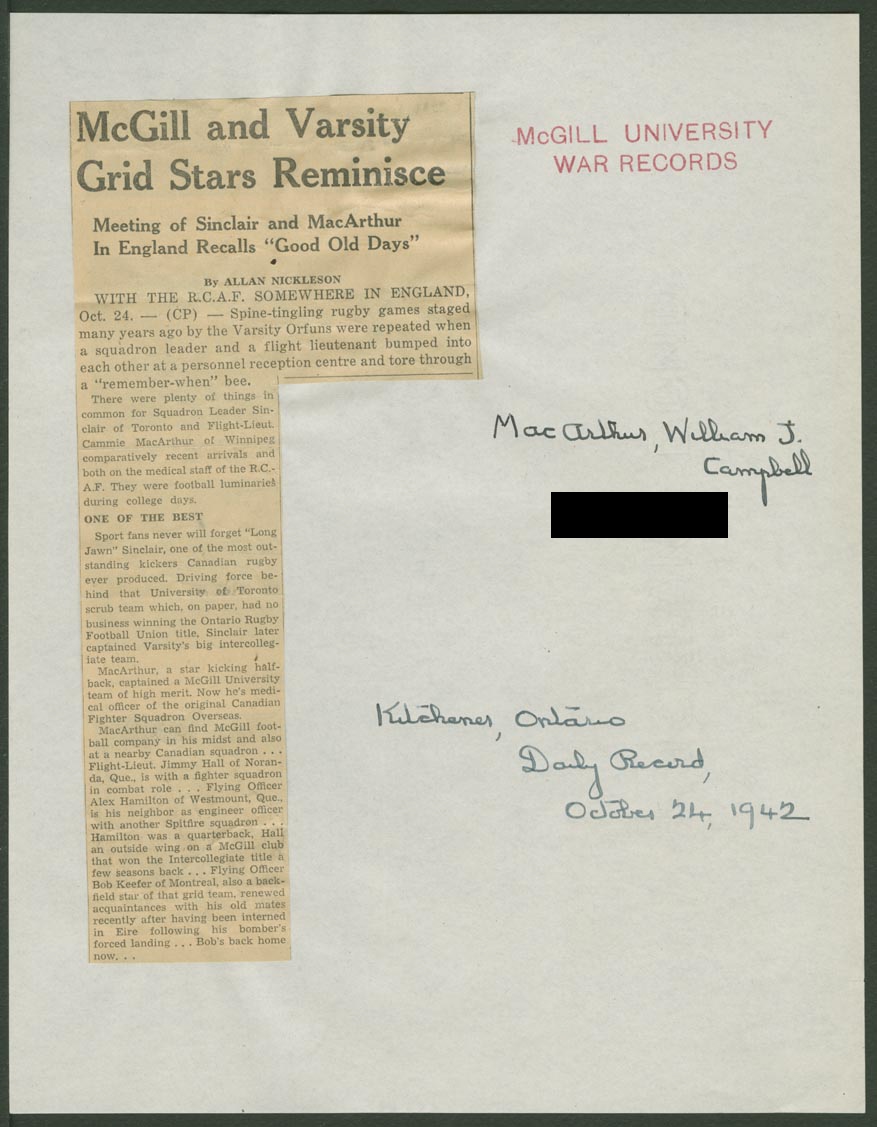 McGill and Varsity
Grid Stars Reminisce
Meeting of Sinclair and MacArthur
In England Recalls "Good Old Days"
By ALLAN NICKLESON
WITH THE R.C.A.F. SOMEWHERE IN ENGLAND,
Oct. 24. — (CP) — Spine-tingling rugby games staged
many years ago by the Varsity Orfuns were repeated when
a squadron leader and a flight lieutenant bumped into
each other at a personnel reception centre and tore through
a "remember-when" bee.
There were plenty of things in
common for Squadron Leader Sin-
clair of Toronto and Flight-Lieut.
Cammie MacArthur of Winnipeg
comparatively recent arrivals and
both on the medical staff of the R.C.-
A.F. They were football luminaries
during college days.
ONE OF THE BEST
Sport fans never will forget "Long
Jawn" Sinclair, one of the most out-
standing kickers Canadian rugby
ever produced. Driving force be-
hind that University of Toronto
scrub team which, on paper, had no
business winning the Ontario Rugby
Football Union title, Sinclair later
captained Varsity's big intercolleg-
iate team.
MacArthur, a star kicking half-
back, captained a McGill University
team of high merit. Now he's medi-
cal officer of the original Canadian
Fighter Squadron Overseas.
MacArthur can find McGill foot-
ball company in his midst and also
at a nearby Canadian squadron . . .
Flight-Lieut. Jimmy Hall of Noran-
da, Que., is with a fighter squadron
in combat role . . . Flying Officer
Alex Hamilton of Westmount, Que.,
is his neighbor as engineer officer
with another Spitfire squadron . . .
Hamilton was a quarterback, Hall
an outside wing on a McGill club
that won the Intercollegiate title a
few seasons back . . . Flying Officer
Bob Keefer of Montreal, also a back-
field star of that grid team, renewed
acquaintances with his old mates
recently after having been interned
in Eire following his bomber's
forced landing . . . Bob's back home
now. . .
McGILL UNIVERSITY
WAR RECORDS
MacArthur, William J.
Campbell
Kitchener, Ontario
Daily Record,
October 24, 1942